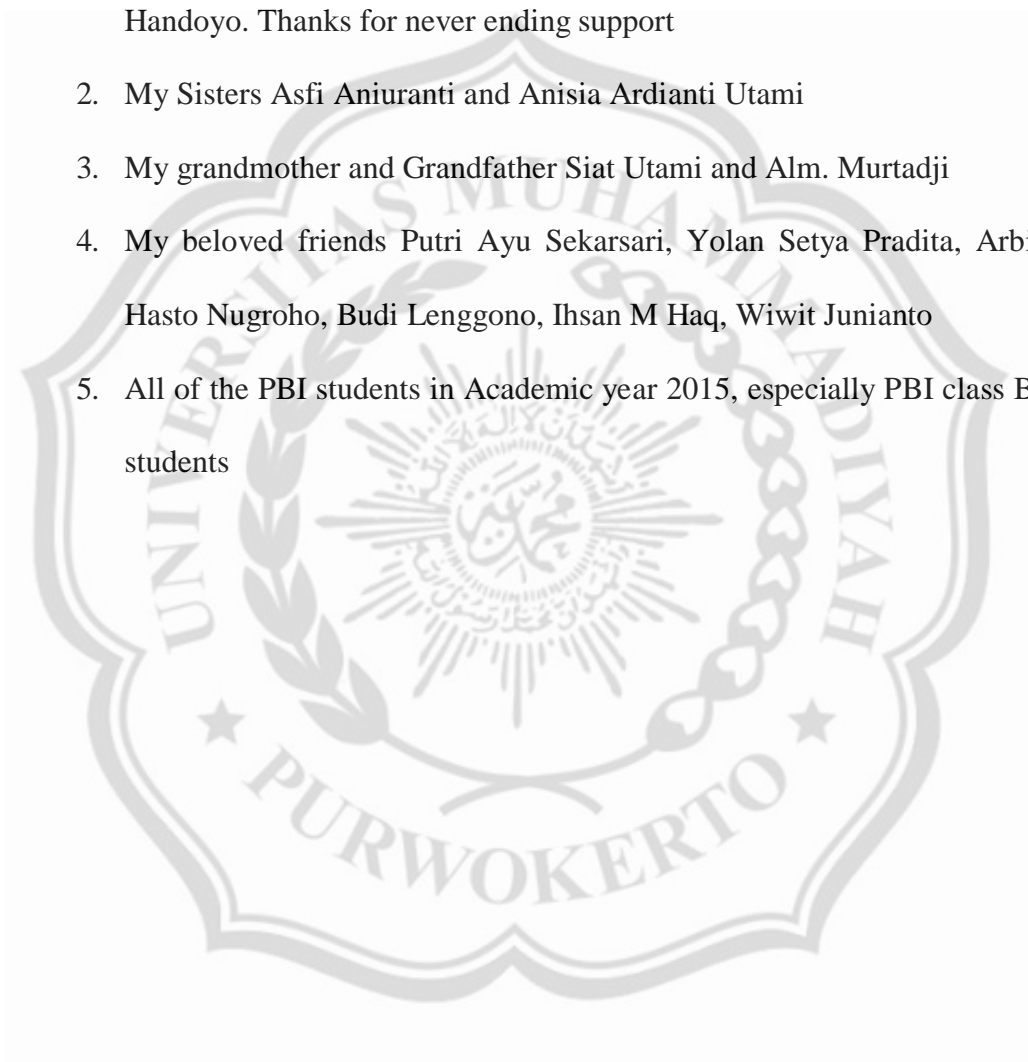 Handoyo. Thanks for never ending support
2. My Sisters Asfi Aniuranti and Anisia Ardianti Utami
3. My grandmother and Grandfather Siat Utami and Alm. Murtadji
4. My beloved friends Putri Ayu Sekarsari, Yolan Setya Pradita, Arbi
Hasto Nugroho, Budi Lenggono, Ihsan M Haq, Wiwit Junianto
5. All of the PBI students in Academic year 2015, especially PBI class B
students
UNIVERSITAS MUHAMMADIYAH
PURWOKERTO